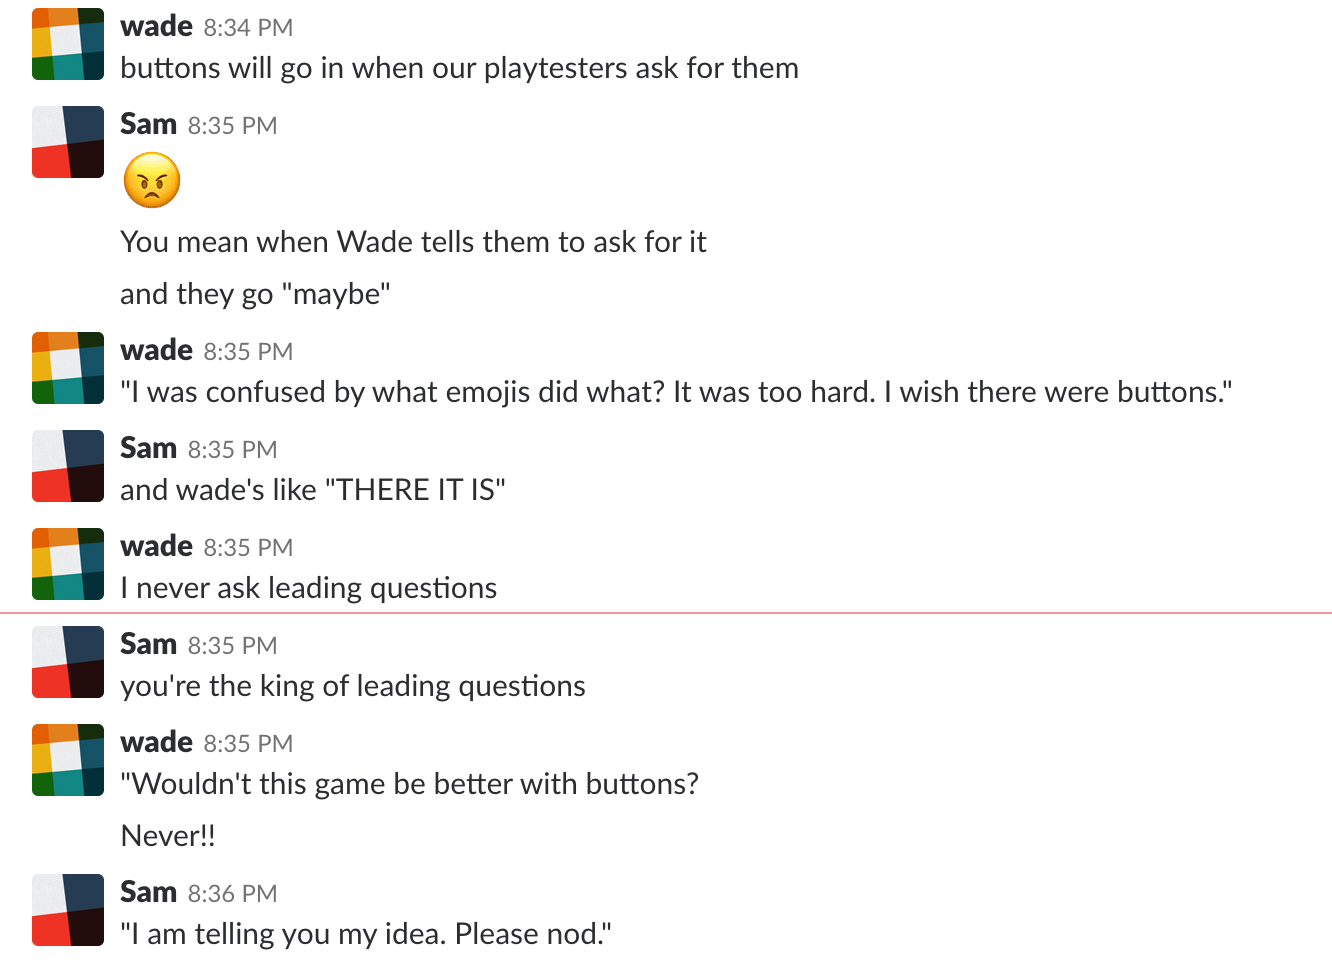 wade 8:34 PM
buttons will go in when our playtesters ask for them
Sam 8:35 PM
You mean when Wade tells them to ask for it
and they go "maybe"
wade 8:35 PM
"I was confused by what emojis did what? It was too hard. I wish there were buttons."
Sam 8:35 PM
and wade's like "THERE IT IS"
wade 8:35 PM
I never ask leading questions
Sam 8:35 PM
you're the king of leading questions
wade 8:35 PM
"Wouldn't this game be better with buttons?
Never!!
Sam 8:36 PM
"I am telling you my idea. Please nod."